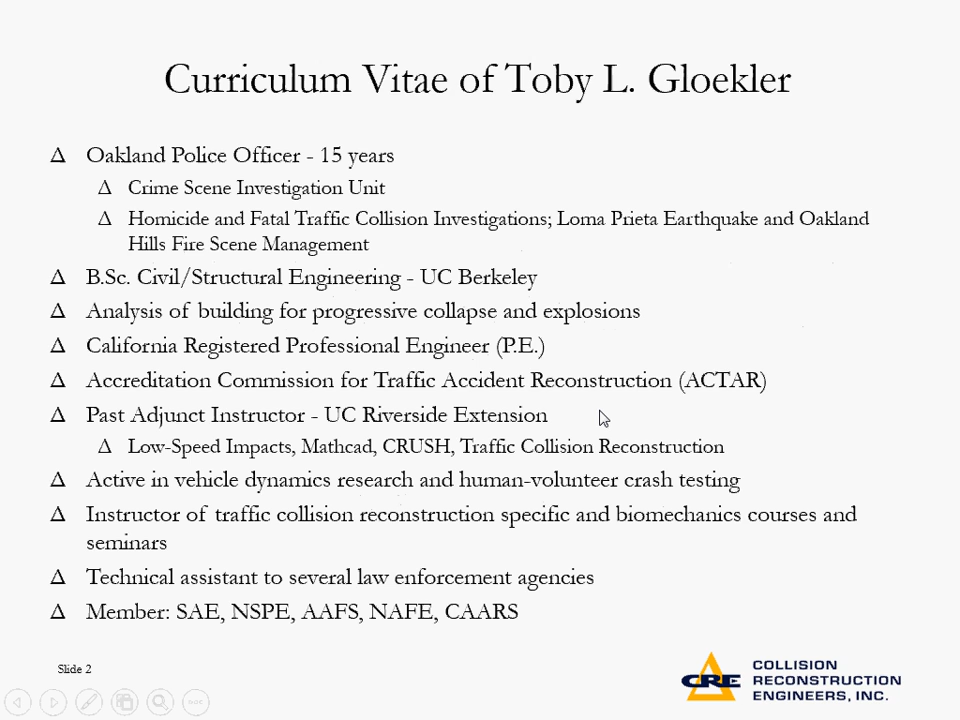 Curriculum Vitae of Toby L. Gloekler
Δ Oakland Police Officer - 15 years
Δ Crime Scene Investigation Unit
Δ Homicide and Fatal Traffic Collision Investigations; Loma Prieta Earthquake and Oakland
Hills Fire Scene Management
Δ B.Sc. Civil/Structural Engineering - UC Berkeley
Δ Analysis of building for progressive collapse and explosions
Δ California Registered Professional Engineer (P.E.)
Δ Accreditation Commission for Traffic Accident Reconstruction (ACTAR)
Δ Past Adjunct Instructor - UC Riverside Extension
Δ Low-Speed Impacts, Mathcad, CRUSH, Traffic Collision Reconstruction
Δ Active in vehicle dynamics research and human-volunteer crash testing
Δ Instructor of traffic collision reconstruction specific and biomechanics courses and
seminars
Δ Technical assistant to several law enforcement agencies
Δ Member: SAE, NSPE, AAFS, NAFE, CAARS
Slide 2
CRE
COLLISION
RECONSTRUCTION
ENGINEERS, INC.